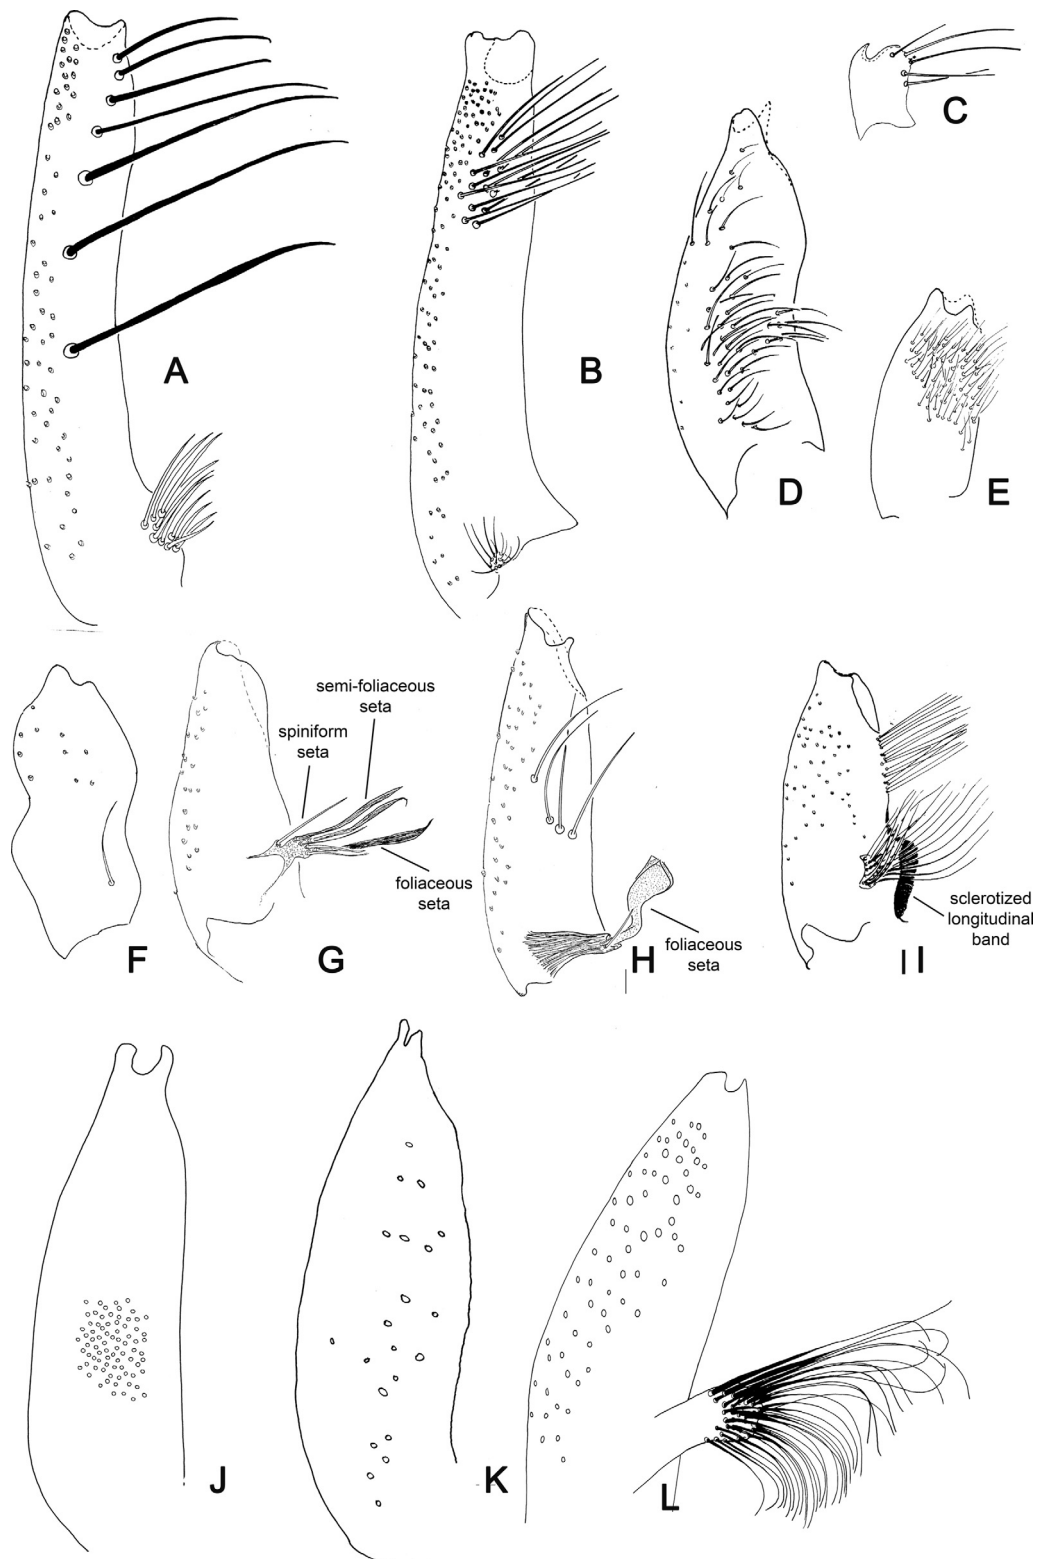 C
A
B
D
E
semi-foliaceous
seta
spiniform
seta
foliaceous
seta
F
G
foliaceous
seta
H
sclerotized
longitudinal
band
I
J
K
L